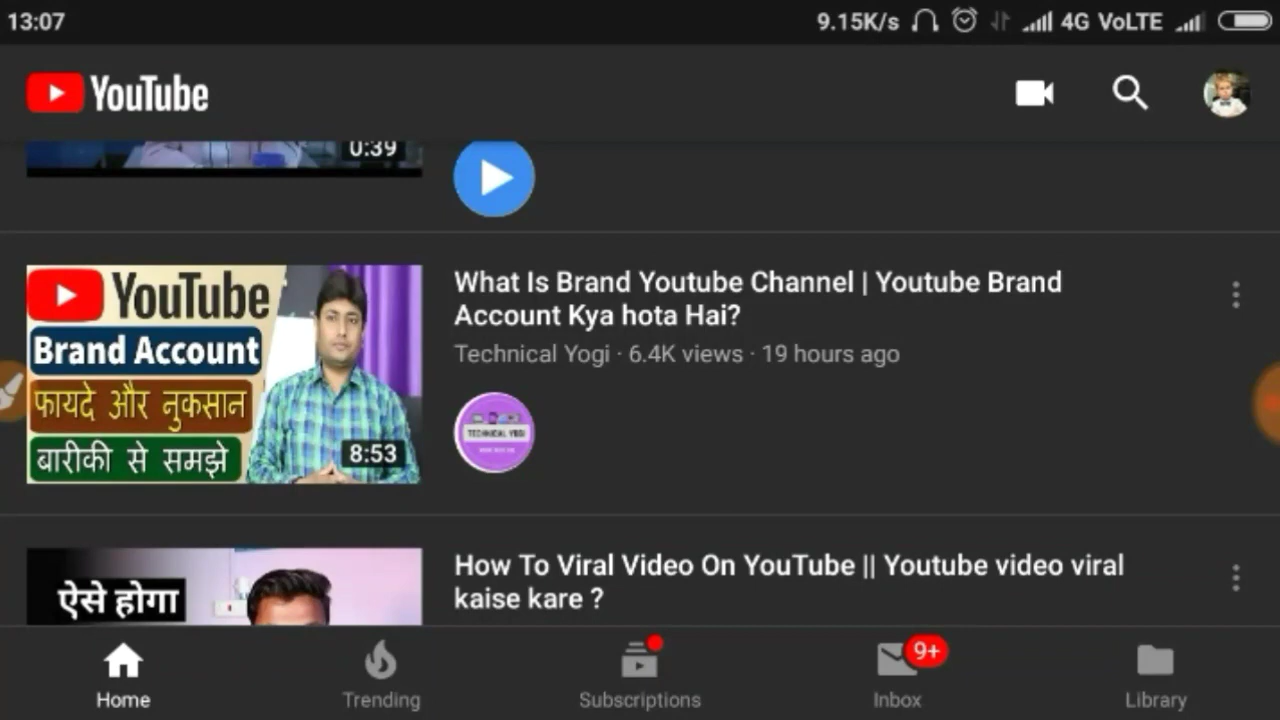 13:07 9.15K/s 4G VoLTE
YouTube
0:39
YouTube
Brand Account
फायदे और नुकसान
बारीकी से समझे
8:53
What Is Brand Youtube Channel | Youtube Brand
Account Kya hota Hai?
Technical Yogi · 6.4K views · 19 hours ago
TECHNICAL YOGI
ऐसे होगा
How To Viral Video On YouTube || Youtube video viral
kaise kare ?
9+
Home Trending Subscriptions Inbox Library